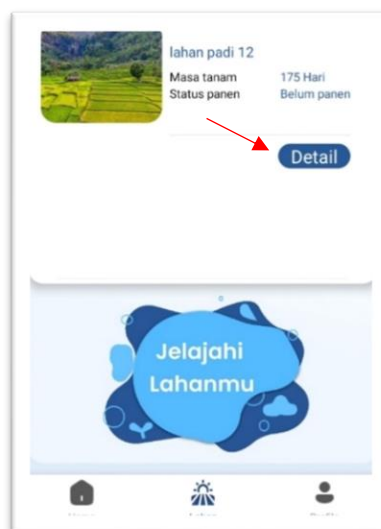 lahan padi 12
Masa tanam 175 Hari
Status panen Belum panen
Detail
Jelajahi
Lahanmu